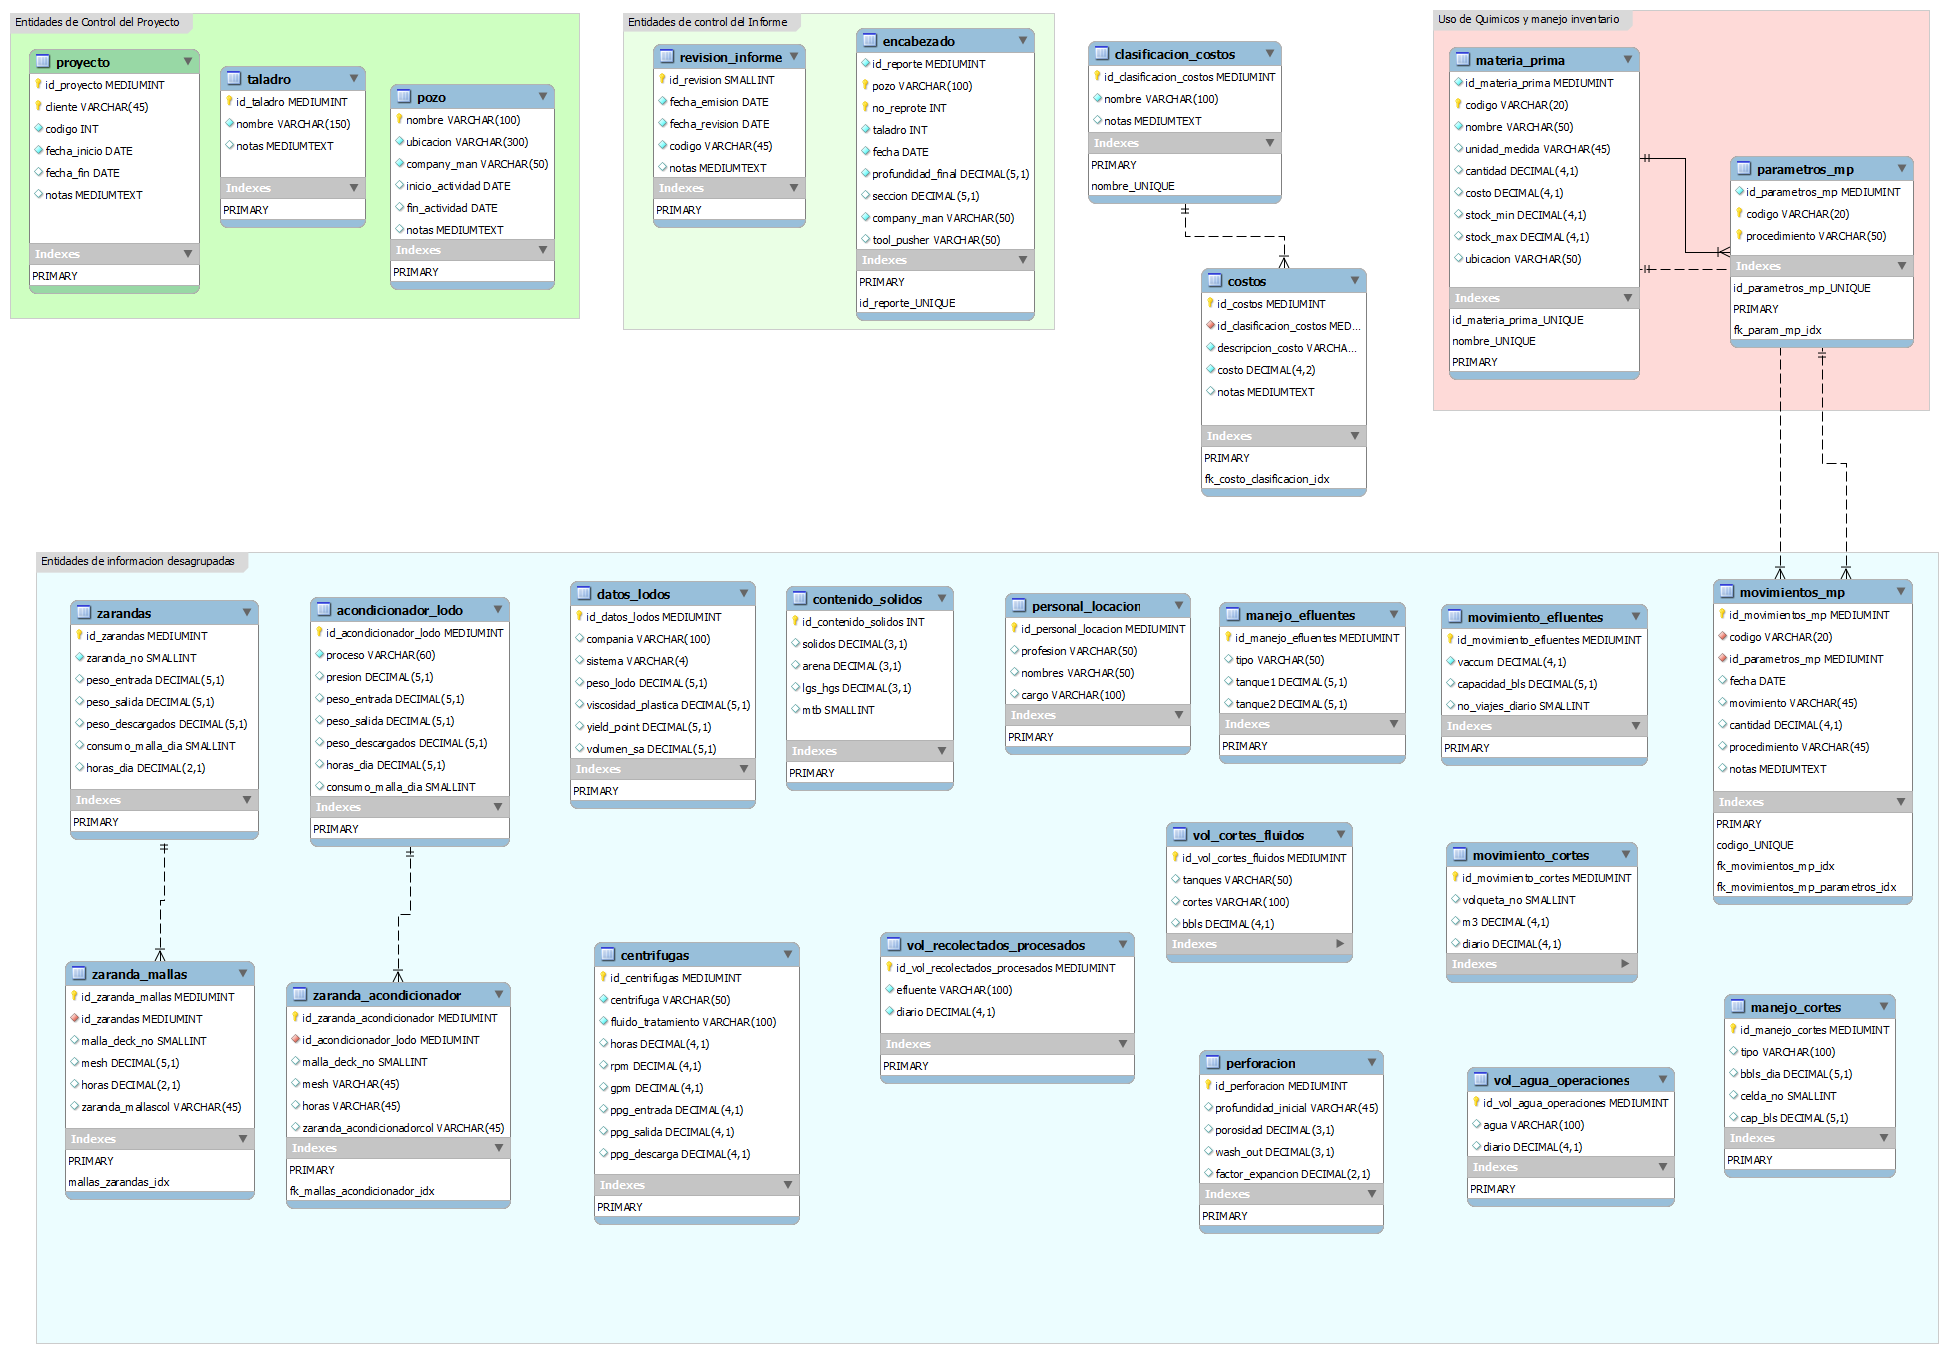 Entidades de Control del Proyecto
proyecto
id_proyecto MEDIUMINT
cliente VARCHAR(45)
codigo INT
fecha_inicio DATE
fecha_fin DATE
notas MEDIUMTEXT
Indexes
PRIMARY
taladro
id_taladro MEDIUMINT
nombre VARCHAR(150)
notas MEDIUMTEXT
Indexes
PRIMARY
pozo
nombre VARCHAR(100)
ubicacion VARCHAR(300)
company_man VARCHAR(50)
inicio_actividad DATE
fin_actividad DATE
notas MEDIUMTEXT
Indexes
PRIMARY
Entidades de control del Informe
revision_informe
id_revision SMALLINT
fecha_emision DATE
fecha_revision DATE
codigo VARCHAR(45)
notas MEDIUMTEXT
Indexes
PRIMARY
encabezado
id_reporte MEDIUMINT
pozo VARCHAR(100)
no_reprote INT
taladro INT
fecha DATE
profundidad_final DECIMAL(5,1)
seccion DECIMAL(5,1)
company_man VARCHAR(50)
tool_pusher VARCHAR(50)
Indexes
PRIMARY
id_reporte_UNIQUE
clasificacion_costos
id_clasificacion_costos MEDIUMINT
nombre VARCHAR(100)
notas MEDIUMTEXT
Indexes
PRIMARY
nombre_UNIQUE
costos
id_costos MEDIUMINT
id_clasificacion_costos MED...
descripcion_costo VARCHA...
costo DECIMAL(4,2)
notas MEDIUMTEXT
Indexes
PRIMARY
fk_costo_clasificacion_idx
Uso de Quimicos y manejo inventario
materia_prima
id_materia_prima MEDIUMINT
codigo VARCHAR(20)
nombre VARCHAR(50)
unidad_medida VARCHAR(45)
cantidad DECIMAL(4,1)
costo DECIMAL(4,1)
stock_min DECIMAL(4,1)
stock_max DECIMAL(4,1)
ubicacion VARCHAR(50)
Indexes
id_materia_prima_UNIQUE
nombre_UNIQUE
PRIMARY
parametros_mp
id_parametros_mp MEDIUMINT
codigo VARCHAR(20)
procedimiento VARCHAR(50)
Indexes
id_parametros_mp_UNIQUE
PRIMARY
fk_param_mp_idx
Entidades de informacion desagrupadas
zarandas
id_zarandas MEDIUMINT
zaranda_no SMALLINT
peso_entrada DECIMAL(5,1)
peso_salida DECIMAL(5,1)
peso_descargados DECIMAL(5,1)
consumo_malla_dia SMALLINT
horas_dia DECIMAL(2,1)
Indexes
PRIMARY
acondicionador_lodo
id_acondicionador_lodo MEDIUMINT
proceso VARCHAR(60)
presion DECIMAL(5,1)
peso_entrada DECIMAL(5,1)
peso_salida DECIMAL(5,1)
peso_descargados DECIMAL(5,1)
horas_dia DECIMAL(5,1)
consumo_malla_dia SMALLINT
Indexes
PRIMARY
datos_lodos
id_datos_lodos MEDIUMINT
compania VARCHAR(100)
sistema VARCHAR(4)
peso_lodo DECIMAL(5,1)
viscosidad_plastica DECIMAL(5,1)
yield_point DECIMAL(5,1)
volumen_sa DECIMAL(5,1)
Indexes
PRIMARY
contenido_solidos
id_contenido_solidos INT
solidos DECIMAL(3,1)
arena DECIMAL(3,1)
lgs_hgs DECIMAL(3,1)
mtb SMALLINT
Indexes
PRIMARY
personal_locacion
id_personal_locacion MEDIUMINT
profesion VARCHAR(50)
nombres VARCHAR(50)
cargo VARCHAR(100)
Indexes
PRIMARY
manejo_efluentes
id_manejo_efluentes MEDIUMINT
tipo VARCHAR(50)
tanque1 DECIMAL(5,1)
tanque2 DECIMAL(5,1)
Indexes
PRIMARY
movimiento_efluentes
id_movimiento_efluentes MEDIUMINT
vaccum DECIMAL(4,1)
capacidad_bls DECIMAL(5,1)
no_viajes_diario SMALLINT
Indexes
PRIMARY
movimientos_mp
id_movimientos_mp MEDIUMINT
codigo VARCHAR(20)
id_parametros_mp MEDIUMINT
fecha DATE
movimiento VARCHAR(45)
cantidad DECIMAL(4,1)
procedimiento VARCHAR(45)
notas MEDIUMTEXT
Indexes
PRIMARY
codigo_UNIQUE
fk_movimientos_mp_idx
fk_movimientos_mp_parametros_idx
zaranda_mallas
id_zaranda_mallas MEDIUMINT
id_zarandas MEDIUMINT
malla_deck_no SMALLINT
mesh DECIMAL(5,1)
horas DECIMAL(2,1)
zaranda_mallascol VARCHAR(45)
Indexes
PRIMARY
mallas_zarandas_idx
zaranda_acondicionador
id_zaranda_acondicionador MEDIUMINT
id_acondicionador_lodo MEDIUMINT
malla_deck_no SMALLINT
mesh VARCHAR(45)
horas VARCHAR(45)
zaranda_acondicionadorcol VARCHAR(45)
Indexes
PRIMARY
fk_mallas_acondicionador_idx
centrifugas
id_centrifugas MEDIUMINT
centrifuga VARCHAR(50)
fluido_tratamiento VARCHAR(100)
horas DECIMAL(4,1)
rpm DECIMAL(4,1)
gpm DECIMAL(4,1)
ppg_entrada DECIMAL(4,1)
ppg_salida DECIMAL(4,1)
ppg_descarga DECIMAL(4,1)
Indexes
PRIMARY
vol_recolectados_procesados
id_vol_recolectados_procesados MEDIUMINT
efluente VARCHAR(100)
diario DECIMAL(4,1)
Indexes
PRIMARY
vol_cortes_fluidos
id_vol_cortes_fluidos MEDIUMINT
tanques VARCHAR(50)
cortes VARCHAR(100)
bbls DECIMAL(4,1)
Indexes
movimiento_cortes
id_movimiento_cortes MEDIUMINT
volqueta_no SMALLINT
m3 DECIMAL(4,1)
diario DECIMAL(4,1)
Indexes
perforacion
id_perforacion MEDIUMINT
profundidad_inicial VARCHAR(45)
porosidad DECIMAL(3,1)
wash_out DECIMAL(3,1)
factor_expancion DECIMAL(2,1)
Indexes
PRIMARY
vol_agua_operaciones
id_vol_agua_operaciones MEDIUMINT
agua VARCHAR(100)
diario DECIMAL(4,1)
Indexes
PRIMARY
manejo_cortes
id_manejo_cortes MEDIUMINT
tipo VARCHAR(100)
bbls_dia DECIMAL(5,1)
celda_no SMALLINT
cap_bls DECIMAL(5,1)
Indexes
PRIMARY